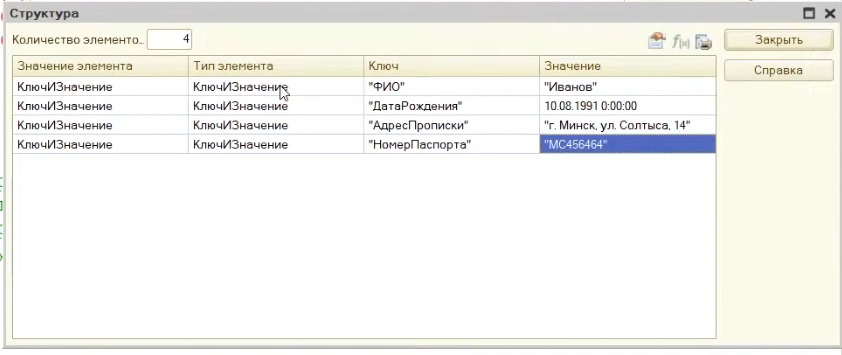 Структура
Количество элементо.. 4
Закрыть
Справка
Значение элемента Тип элемента Ключ Значение
КлючИЗначение КлючИЗначение "ФИО" "Иванов"
КлючИЗначение КлючИЗначение "ДатаРождения" 10.08.1991 0:00:00
КлючИЗначение КлючИЗначение "АдресПрописки" "г. Минск, ул. Солтыса, 14"
КлючИЗначение КлючИЗначение "НомерПаспорта" "МС456464"